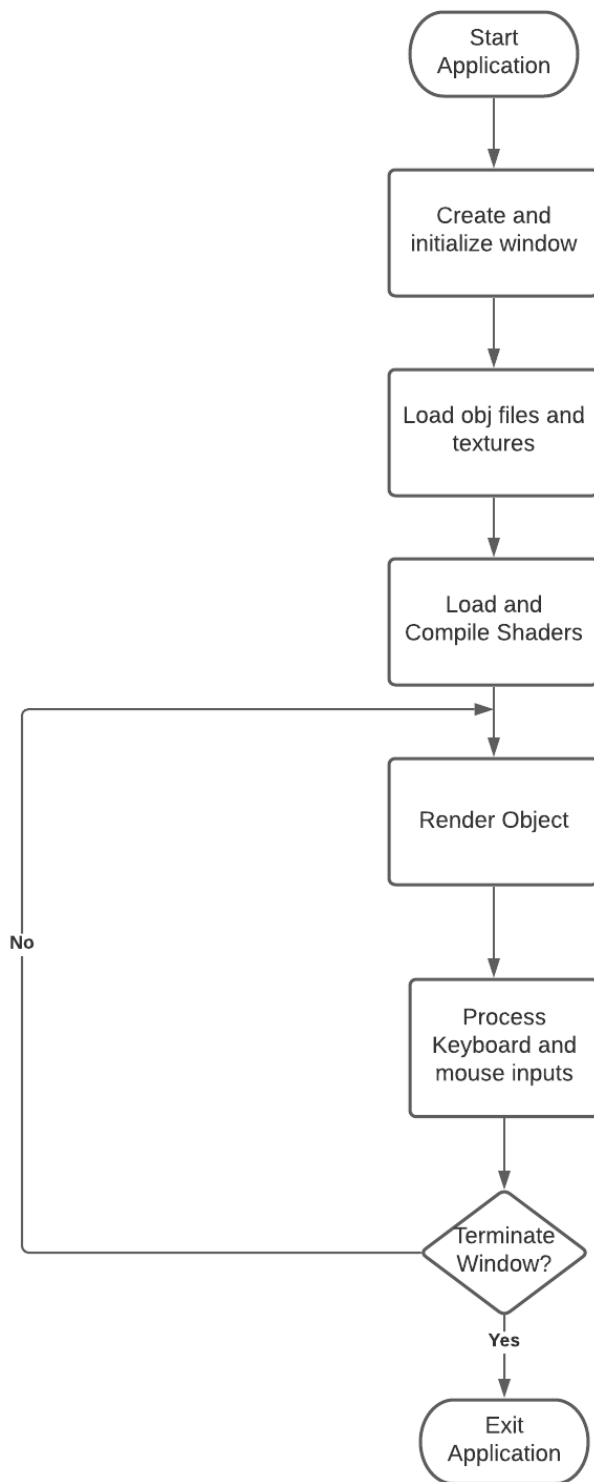 Start
Application
Create and
initialize window
Load obj files and
textures
Load and
Compile Shaders
Render Object
No
Process
Keyboard and
mouse inputs
Terminate
Window?
Yes
Exit
Application